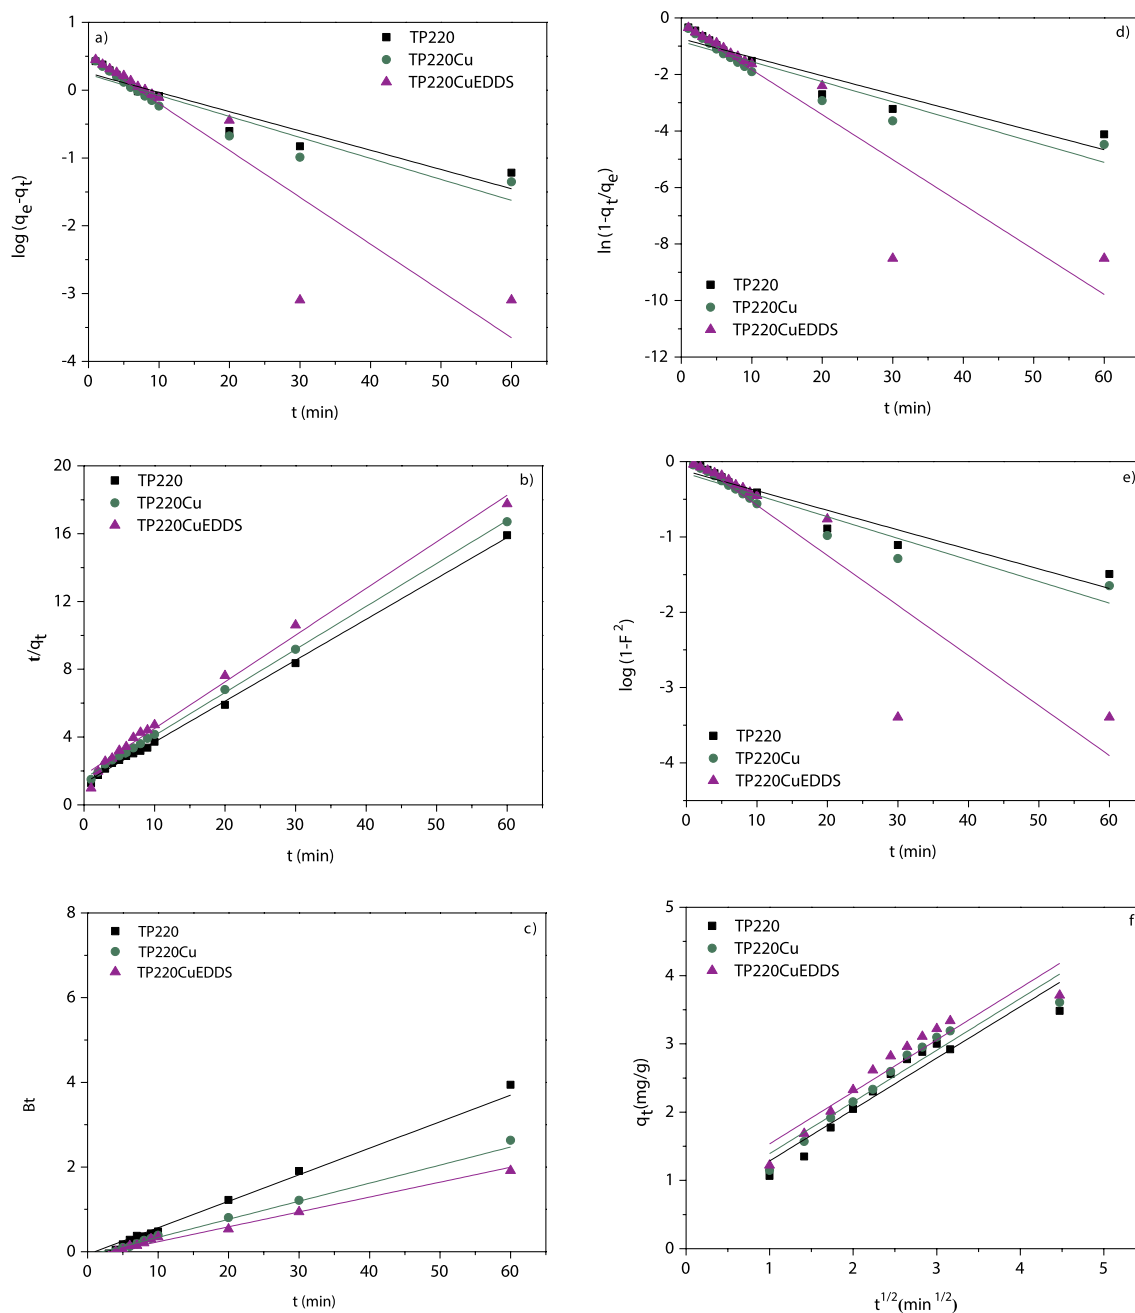 a)
TP220
TP220Cu
TP220CuEDDS
1
0
-1
-2
-3
-4
log (qe-qt)
0 10 20 30 40 50 60
t (min)
d)
TP220
TP220Cu
TP220CuEDDS
0
-2
-4
-6
-8
-10
-12
ln (1-qt/qe)
0 10 20 30 40 50 60
t (min)
b)
TP220
TP220Cu
TP220CuEDDS
20
16
12
8
4
0
t/qt
0 10 20 30 40 50 60
t (min)
e)
TP220
TP220Cu
TP220CuEDDS
0
-1
-2
-3
-4
log (1-F 2)
0 10 20 30 40 50 60
t (min)
c)
TP220
TP220Cu
TP220CuEDDS
8
6
4
2
0
Bt
0 10 20 30 40 50 60
t (min)
f
TP220
TP220Cu
TP220CuEDDS
5
4
3
2
1
0
qt(mg/g)
0 1 2 3 4 5
t1/2(min 1/2)